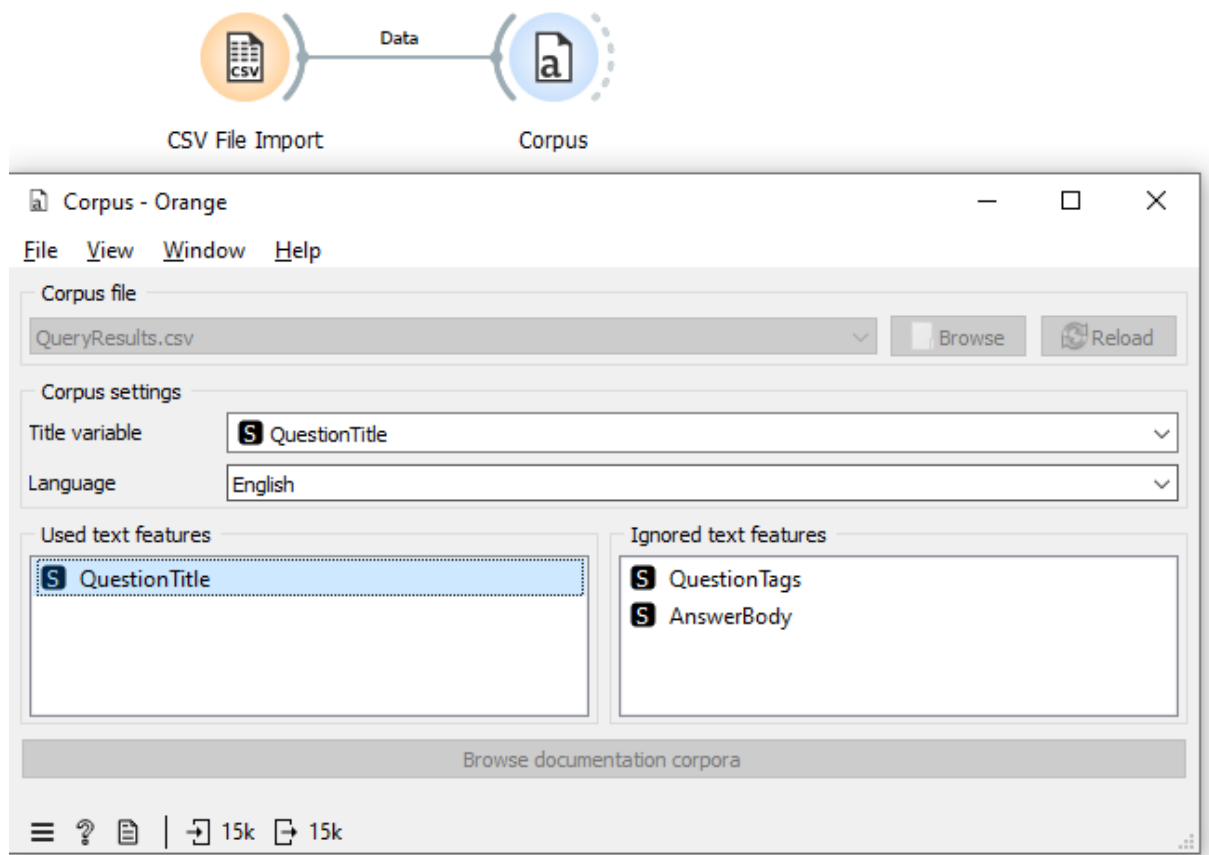 Data
CSV
a
CSV File Import Corpus
a Corpus - Orange
File View Window Help
Corpus file
QueryResults.csv Browse Reload
Corpus settings
Title variable S QuestionTitle
Language English
Used text features Ignored text features
S QuestionTitle S QuestionTags
S AnswerBody
Browse documentation corpora
? 15k 15k